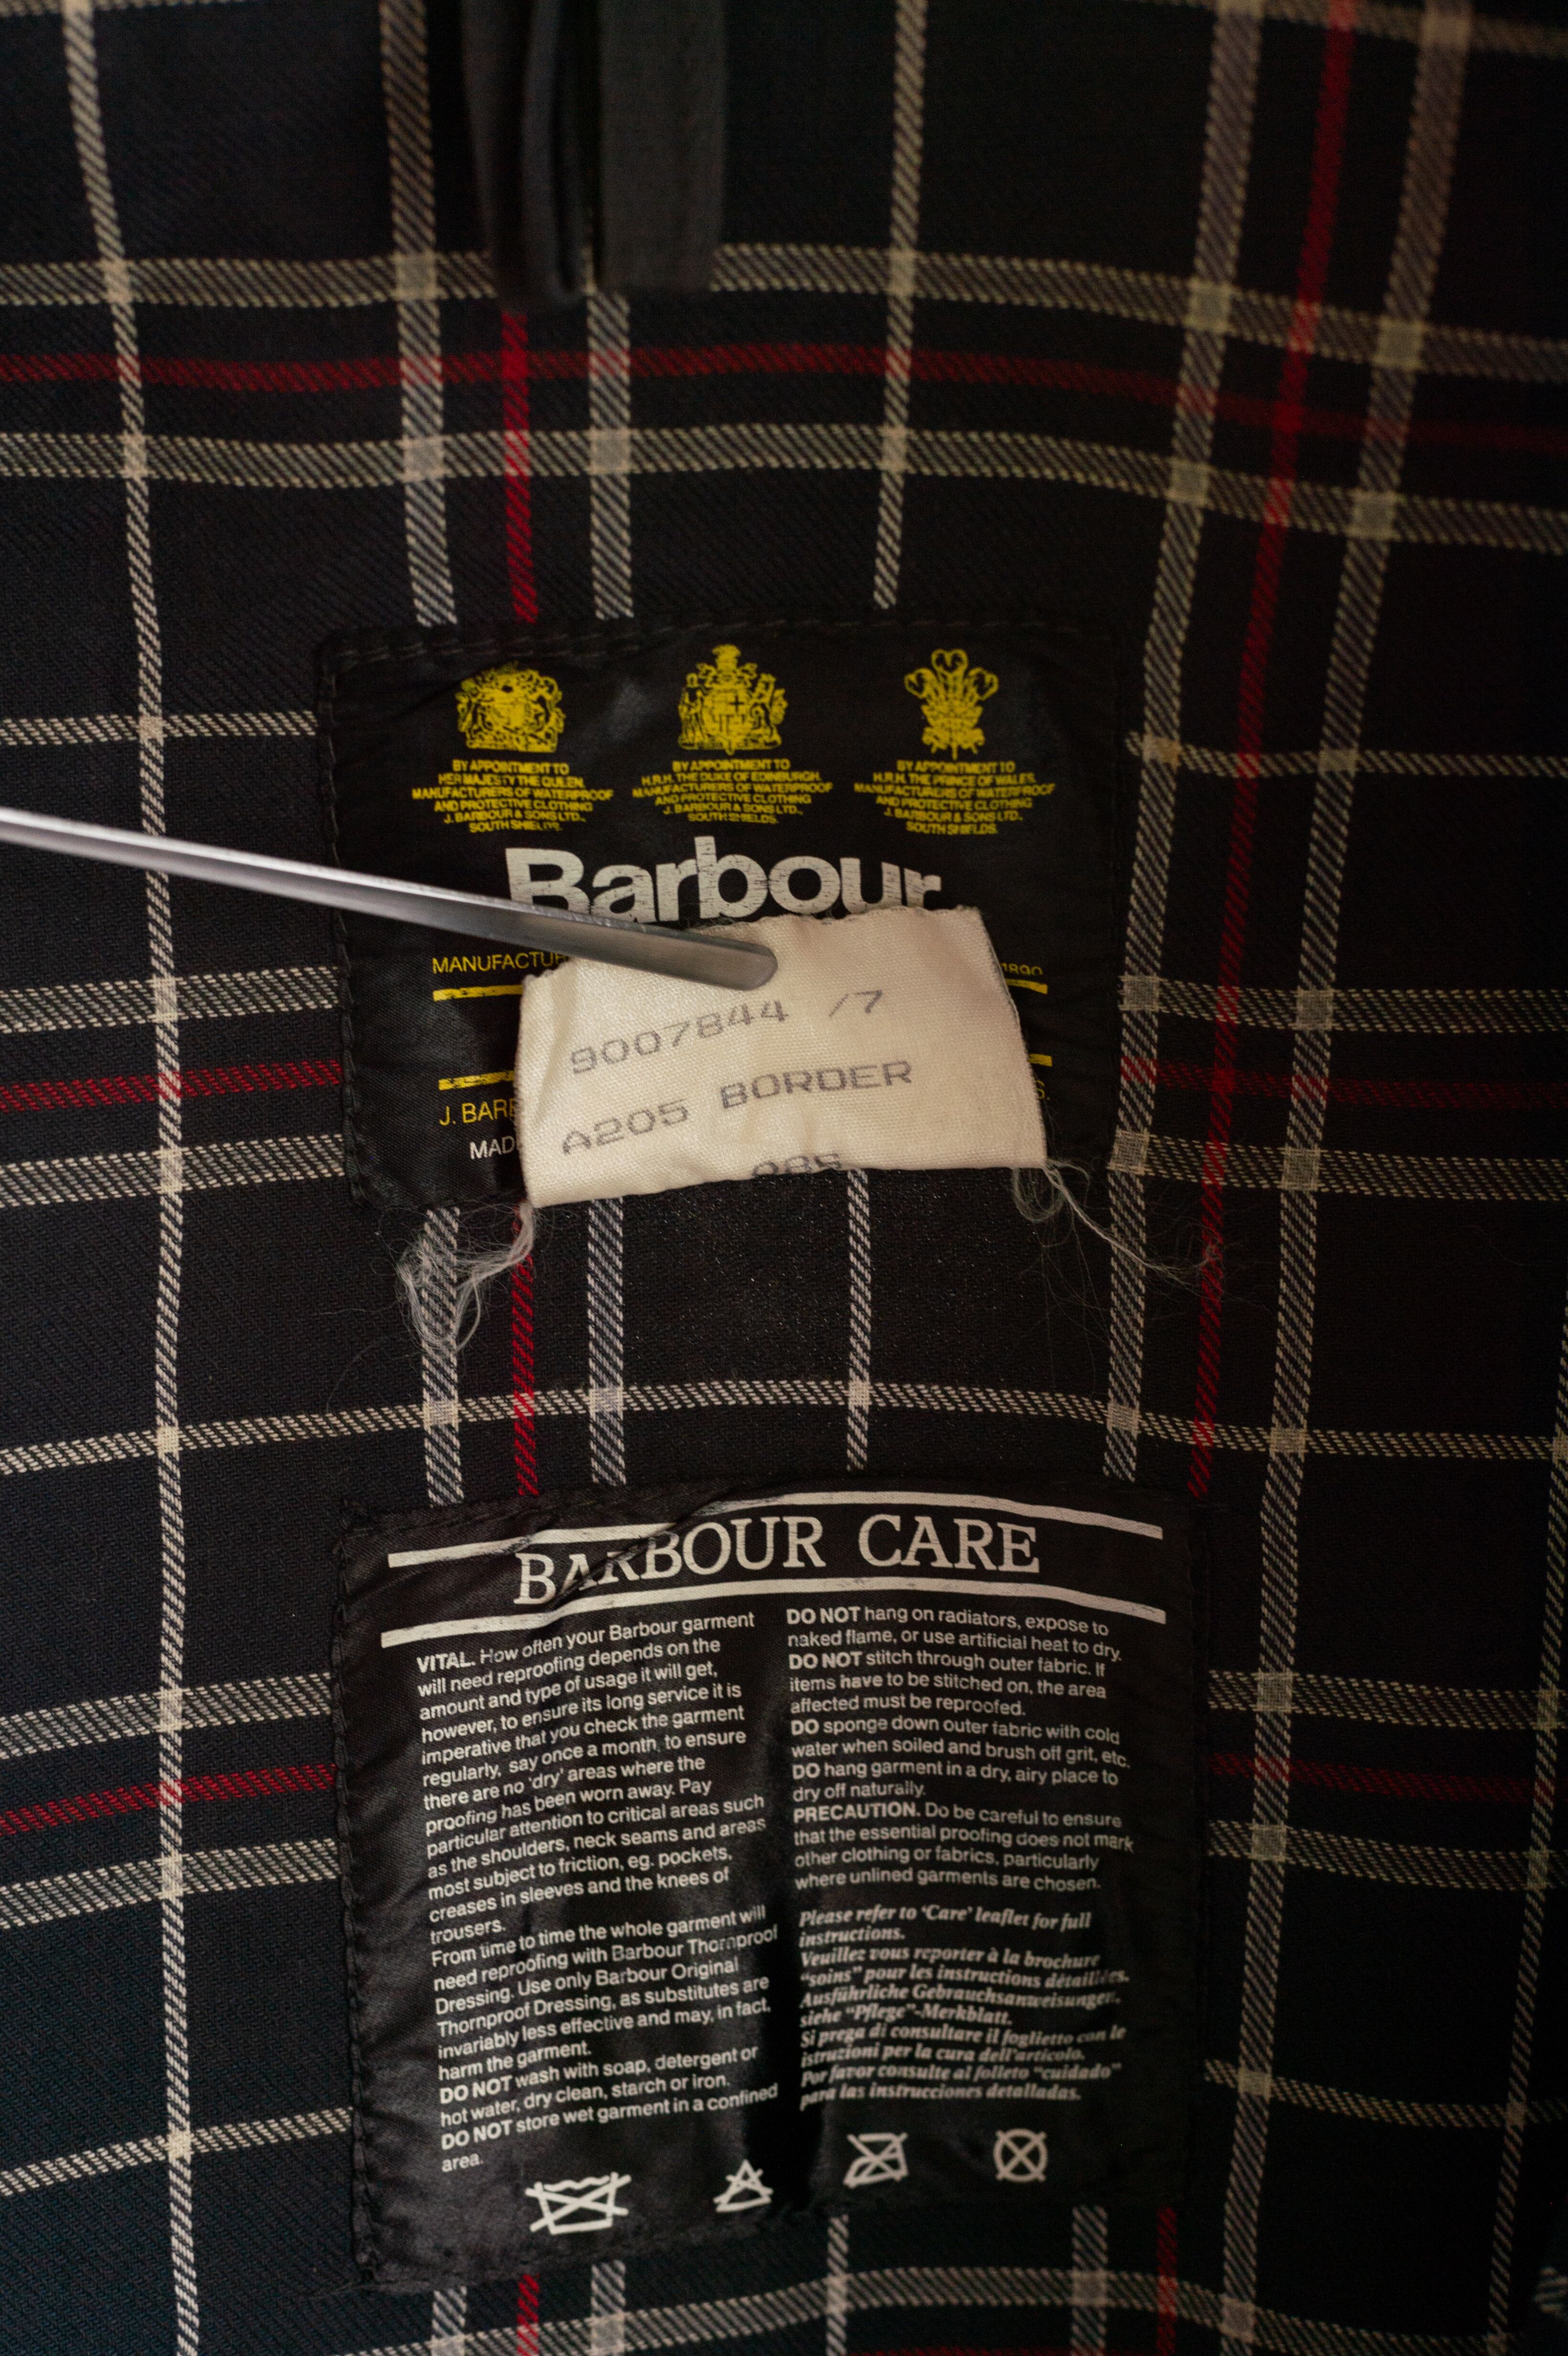 BY APPOINTMENT TO
HER MAJESTY THE QUEEN.
MANUFACTURERS OF WATERPROOF
AND PROTECTIVE CLOTHING
J. BARBOUR & SONS LTD.,
SOUTH SHIELDS.
BY APPOINTMENT TO
H.R.H. THE DUKE OF EDINBURGH.
MANUFACTURERS OF WATERPROOF
AND PROTECTIVE CLOTHING
J. BARBOUR & SONS LTD.,
SOUTH SHIELDS.
BY APPOINTMENT TO
H.R.H. THE PRINCE OF WALES.
MANUFACTURERS OF WATERPROOF
AND PROTECTIVE CLOTHING
J. BARBOUR & SONS LTD.,
SOUTH SHIELDS.
Barbour
MANUFACTU 1890
J. BARB S.
MAD
9007844 /7
A205 BORDER
BARBOUR CARE
VITAL. How often your Barbour garment
will need reproofing depends on the
amount and type of usage it will get,
however, to ensure its long service it is
imperative that you check the garment
regularly, say once a month, to ensure
there are no 'dry' areas where the
proofing has been worn away. Pay
particular attention to critical areas such
as the shoulders, neck seams and areas
most subject to friction, eg. pockets,
creases in sleeves and the knees of
trousers.
From time to time the whole garment will
need reproofing with Barbour Thornproof
Dressing. Use only Barbour Original
Thornproof Dressing, as substitutes are
invariably less effective and may, in fact,
harm the garment.
DO NOT wash with soap, detergent or
hot water, dry clean, starch or iron.
DO NOT store wet garment in a confined
area.
DO NOT hang on radiators, expose to
naked flame, or use artificial heat to dry.
DO NOT stitch through outer fabric. If
items have to be stitched on, the area
affected must be reproofed.
DO sponge down outer fabric with cold
water when soiled and brush off grit, etc.
DO hang garment in a dry, airy place to
dry off naturally.
PRECAUTION. Do be careful to ensure
that the essential proofing does not mark
other clothing or fabrics, particularly
where unlined garments are chosen.
Please refer to 'Care' leaflet for full
instructions.
Veuillez vous reporter à la brochure
"soins" pour les instructions détaillées.
Ausführliche Gebrauchsanweisungen,
siehe "Pflege"-Merkblatt.
Si prega di consultare il foglietto con le
istruzioni per la cura dell'articolo.
Por favor consulte al folleto "cuidado"
para las instrucciones detalladas.